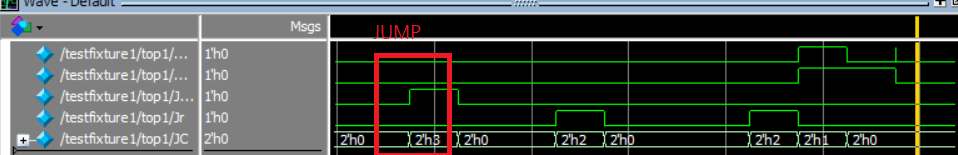 Wave - Default
Msgs
JUMP
/testfixture1/top1/... 1'h0
/testfixture1/top1/... 1'h0
/testfixture1/top1/J... 1'h0
/testfixture1/top1/Jr 1'h0
/testfixture1/top1/JC 2'h0 2'h0 2'h3 2'h0 2'h2 2'h0 2'h2 2'h1 2'h0